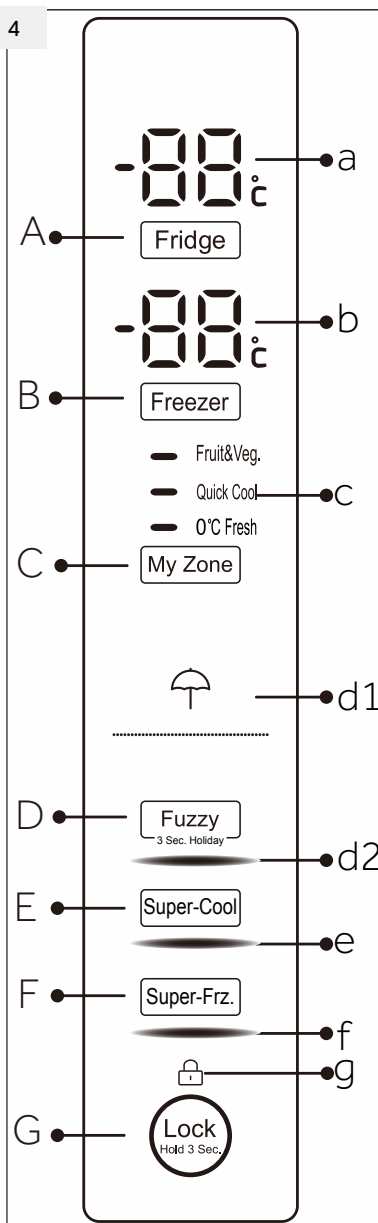 4
-88°C
a
A
Fridge
-88°C
b
B
Freezer
Fruit&Veg.
Quick Cool
c
0°C Fresh
C
My Zone
d1
D
Fuzzy
3 Sec. Holiday
d2
E
Super-Cool
e
F
Super-Frz.
f
g
G
Lock
Hold 3 Sec.